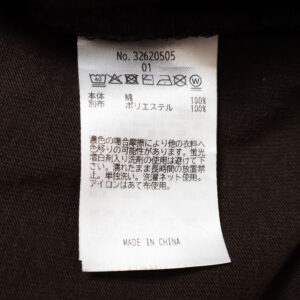 No. 32620505
01
本体 綿 100%
別布 ポリエステル 100%
濃色の場合摩擦により他の衣料へ
色移りの可能性があります。蛍光
増白剤入り洗剤の使用は避けて下
さい。濡れたまま長時間の放置禁
止。単独洗い。洗濯ネット使用。
アイロンはあて布使用。
MADE IN CHINA